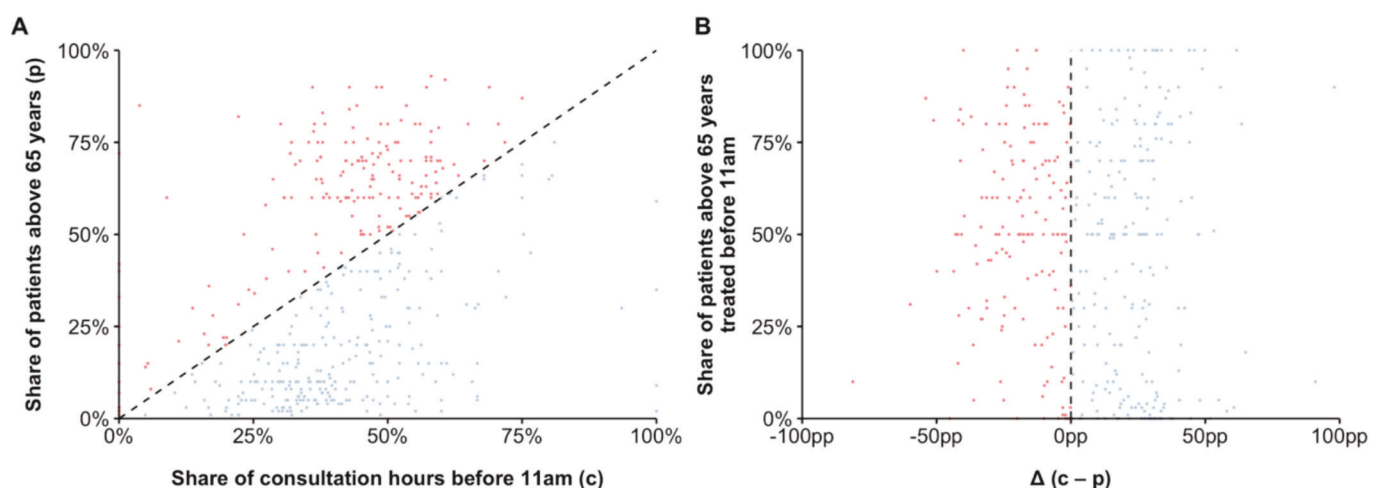 A
B
Share of patients above 65 years (p)
100%
75%
50%
25%
0%
0%
25%
50%
75%
100%
Share of consultation hours before 11am (c)
Share of patients above 65 years
treated before 11am
100%
75%
50%
25%
0%
-100pp
-50pp
0pp
50pp
100pp
Δ (c – p)